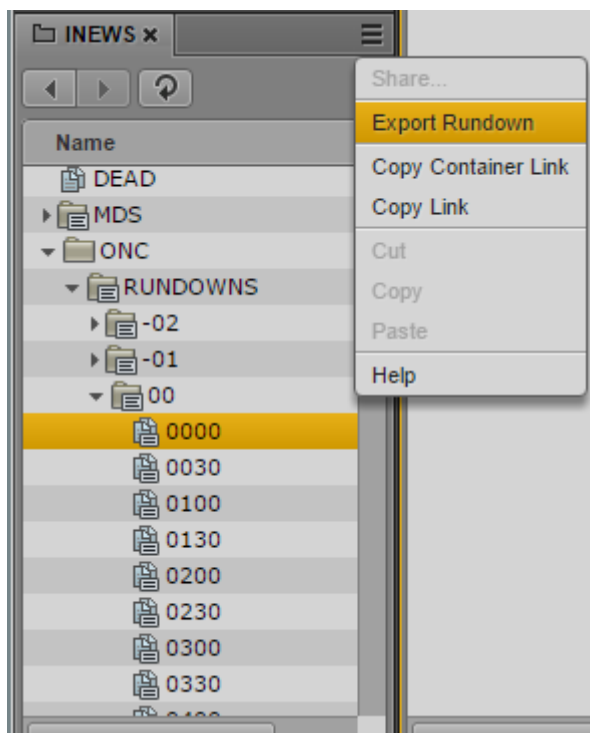 INEWS ×
Name
DEAD
MDS
ONC
RUNDOWNS
-02
-01
00
0000
0030
0100
0130
0200
0230
0300
0330
Share...
Export Rundown
Copy Container Link
Copy Link
Cut
Copy
Paste
Help